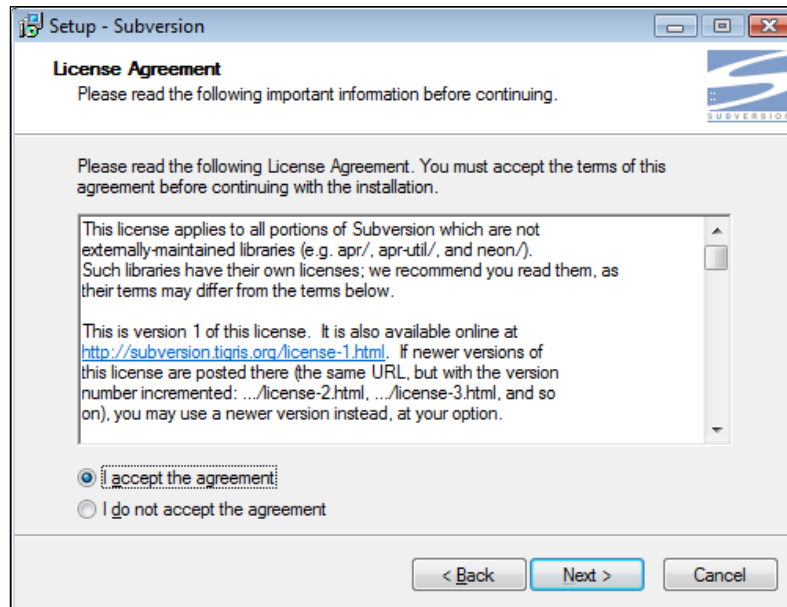 Setup - Subversion
License Agreement
Please read the following important information before continuing.
SUBVERSION
Please read the following License Agreement. You must accept the terms of this
agreement before continuing with the installation.
This license applies to all portions of Subversion which are not
externally-maintained libraries (e.g. apr/, apr-util/, and neon/).
Such libraries have their own licenses; we recommend you read them, as
their terms may differ from the terms below.
This is version 1 of this license.  It is also available online at
http://subversion.tigris.org/license-1.html.  If newer versions of
this license are posted there (the same URL, but with the version
number incremented: .../license-2.html, .../license-3.html, and so
on), you may use a newer version instead, at your option.
I accept the agreement
I do not accept the agreement
< Back
Next >
Cancel